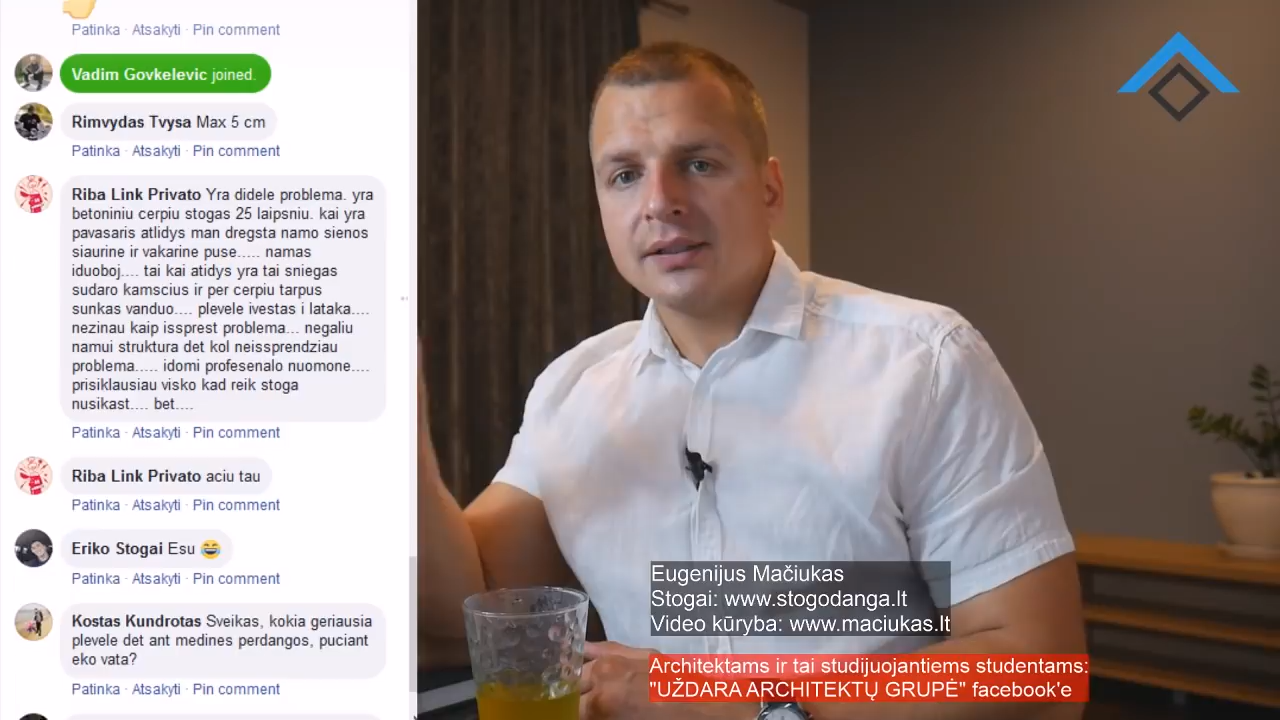 Patinka · Atsakyti · Pin comment
Vadim Govkelevic joined.
Rimvydas Tvysa Max 5 cm
Patinka · Atsakyti · Pin comment
Riba Link Privato Yra didele problema. yra
betoniniu cerpiu stogas 25 laipsniu. kai yra
pavasaris atlidys man dregsta namo sienos
siaurine ir vakarine puse..... namas
iduoboj.... tai kai atidys yra tai sniegas
sudaro kamscius ir per cerpiu tarpus
sunkas vanduo.... plevele ivestas i lataka....
nezinau kaip issprest problema... negaliu
namui struktura det kol neissprendziau
problema..... idomi profesenalo nuomone....
prisiklausiau visko kad reik stoga
nusikast.... bet....
Patinka · Atsakyti · Pin comment
Riba Link Privato aciu tau
Patinka · Atsakyti · Pin comment
Eriko Stogai Esu 😂
Patinka · Atsakyti · Pin comment
Kostas Kundrotas Sveikas, kokia geriausia
plevele det ant medines perdangos, puciant
eko vata?
Patinka · Atsakyti · Pin comment
Eugenijus Mačiukas
Stogai: www.stogodanga.lt
Video kūryba: www.maciukas.lt
Architektams ir tai studijuojantiems studentams:
"UŽDARA ARCHITEKTŲ GRUPĖ" facebook'e